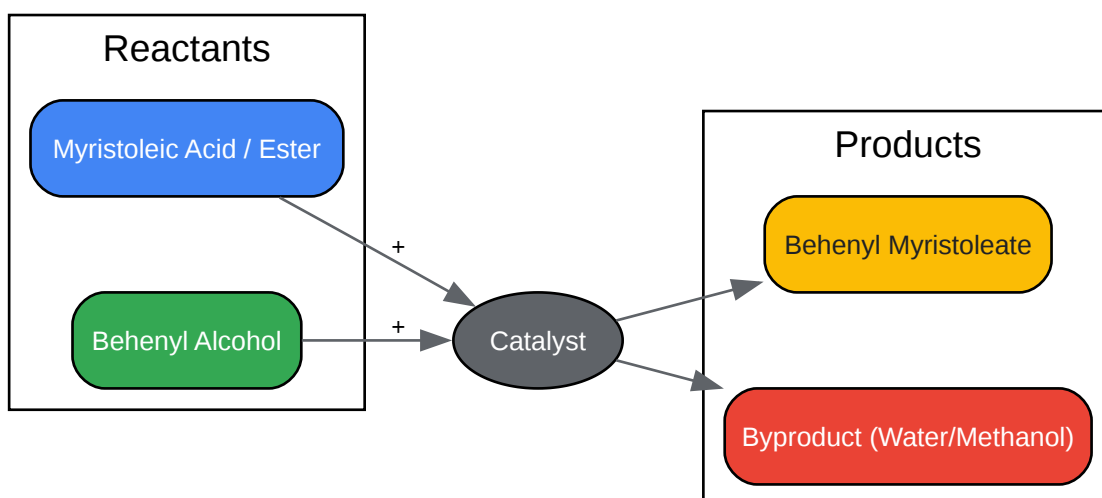 Reactants
Myristoleic Acid / Ester
+
Behenyl Alcohol
+
Catalyst
Products
Behenyl Myristoleate
Byproduct (Water/Methanol)